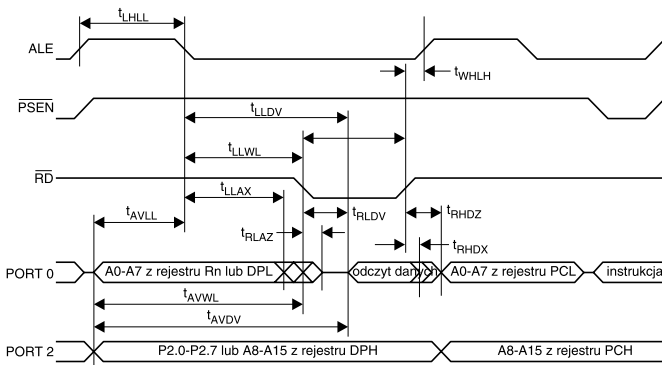 tLHLL
ALE
tWHLH
PSEN
tLLDV
tLLWL
RD
tLLAX
tAVLL
tRLDV
tRHDZ
tRLAZ
tRHDX
PORT 0 A0-A7 z rejestru Rn lub DPL odczyt danych A0-A7 z rejestru PCL instrukcja
tAVWL
tAVDV
PORT 2 P2.0-P2.7 lub A8-A15 z rejestru DPH A8-A15 z rejestru PCH